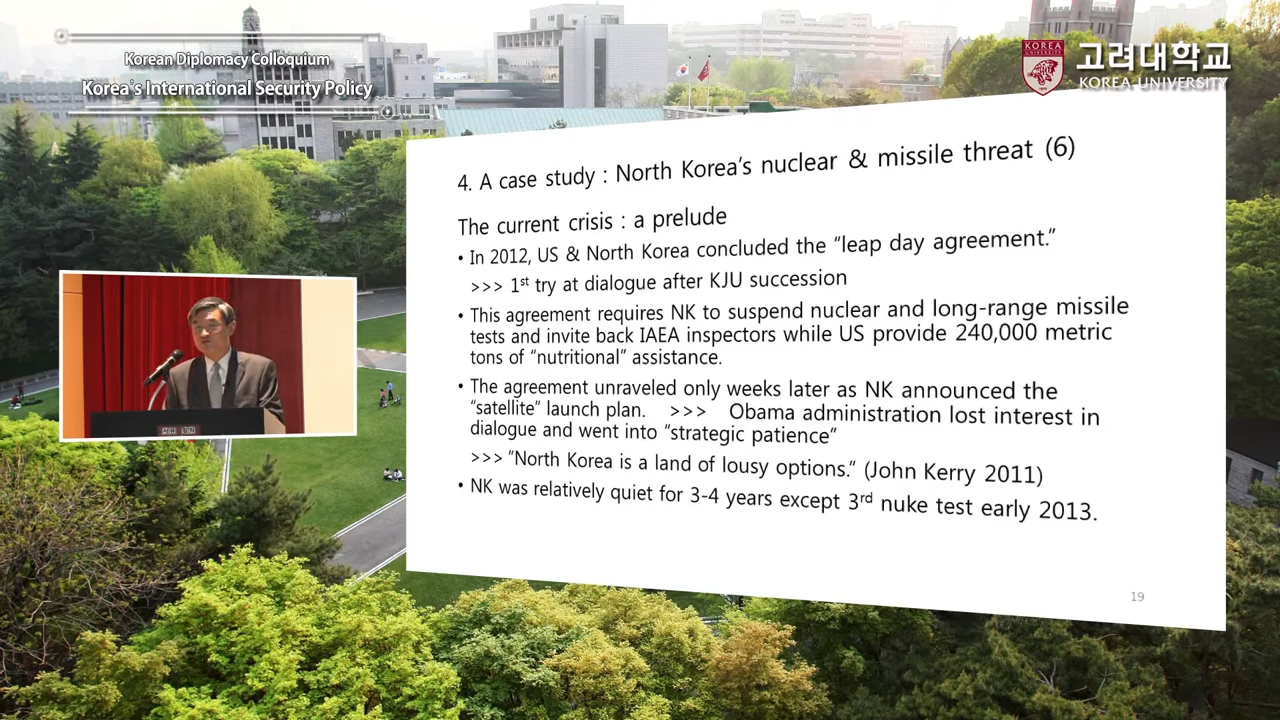 Korean Diplomacy Colloquium
Korea's International Security Policy
KOREA
UNIVERSITY
고려대학교
KOREA UNIVERSITY
4. A case study : North Korea's nuclear & missile threat (6)
The current crisis : a prelude
• In 2012, US & North Korea concluded the “leap day agreement.”
>>> 1st try at dialogue after KJU succession
• This agreement requires NK to suspend nuclear and long-range missile
tests and invite back IAEA inspectors while US provide 240,000 metric
tons of “nutritional” assistance.
• The agreement unraveled only weeks later as NK announced the
“satellite” launch plan. >>> Obama administration lost interest in
dialogue and went into “strategic patience”
>>> ”North Korea is a land of lousy options.” (John Kerry 2011)
• NK was relatively quiet for 3-4 years except 3rd nuke test early 2013.
19